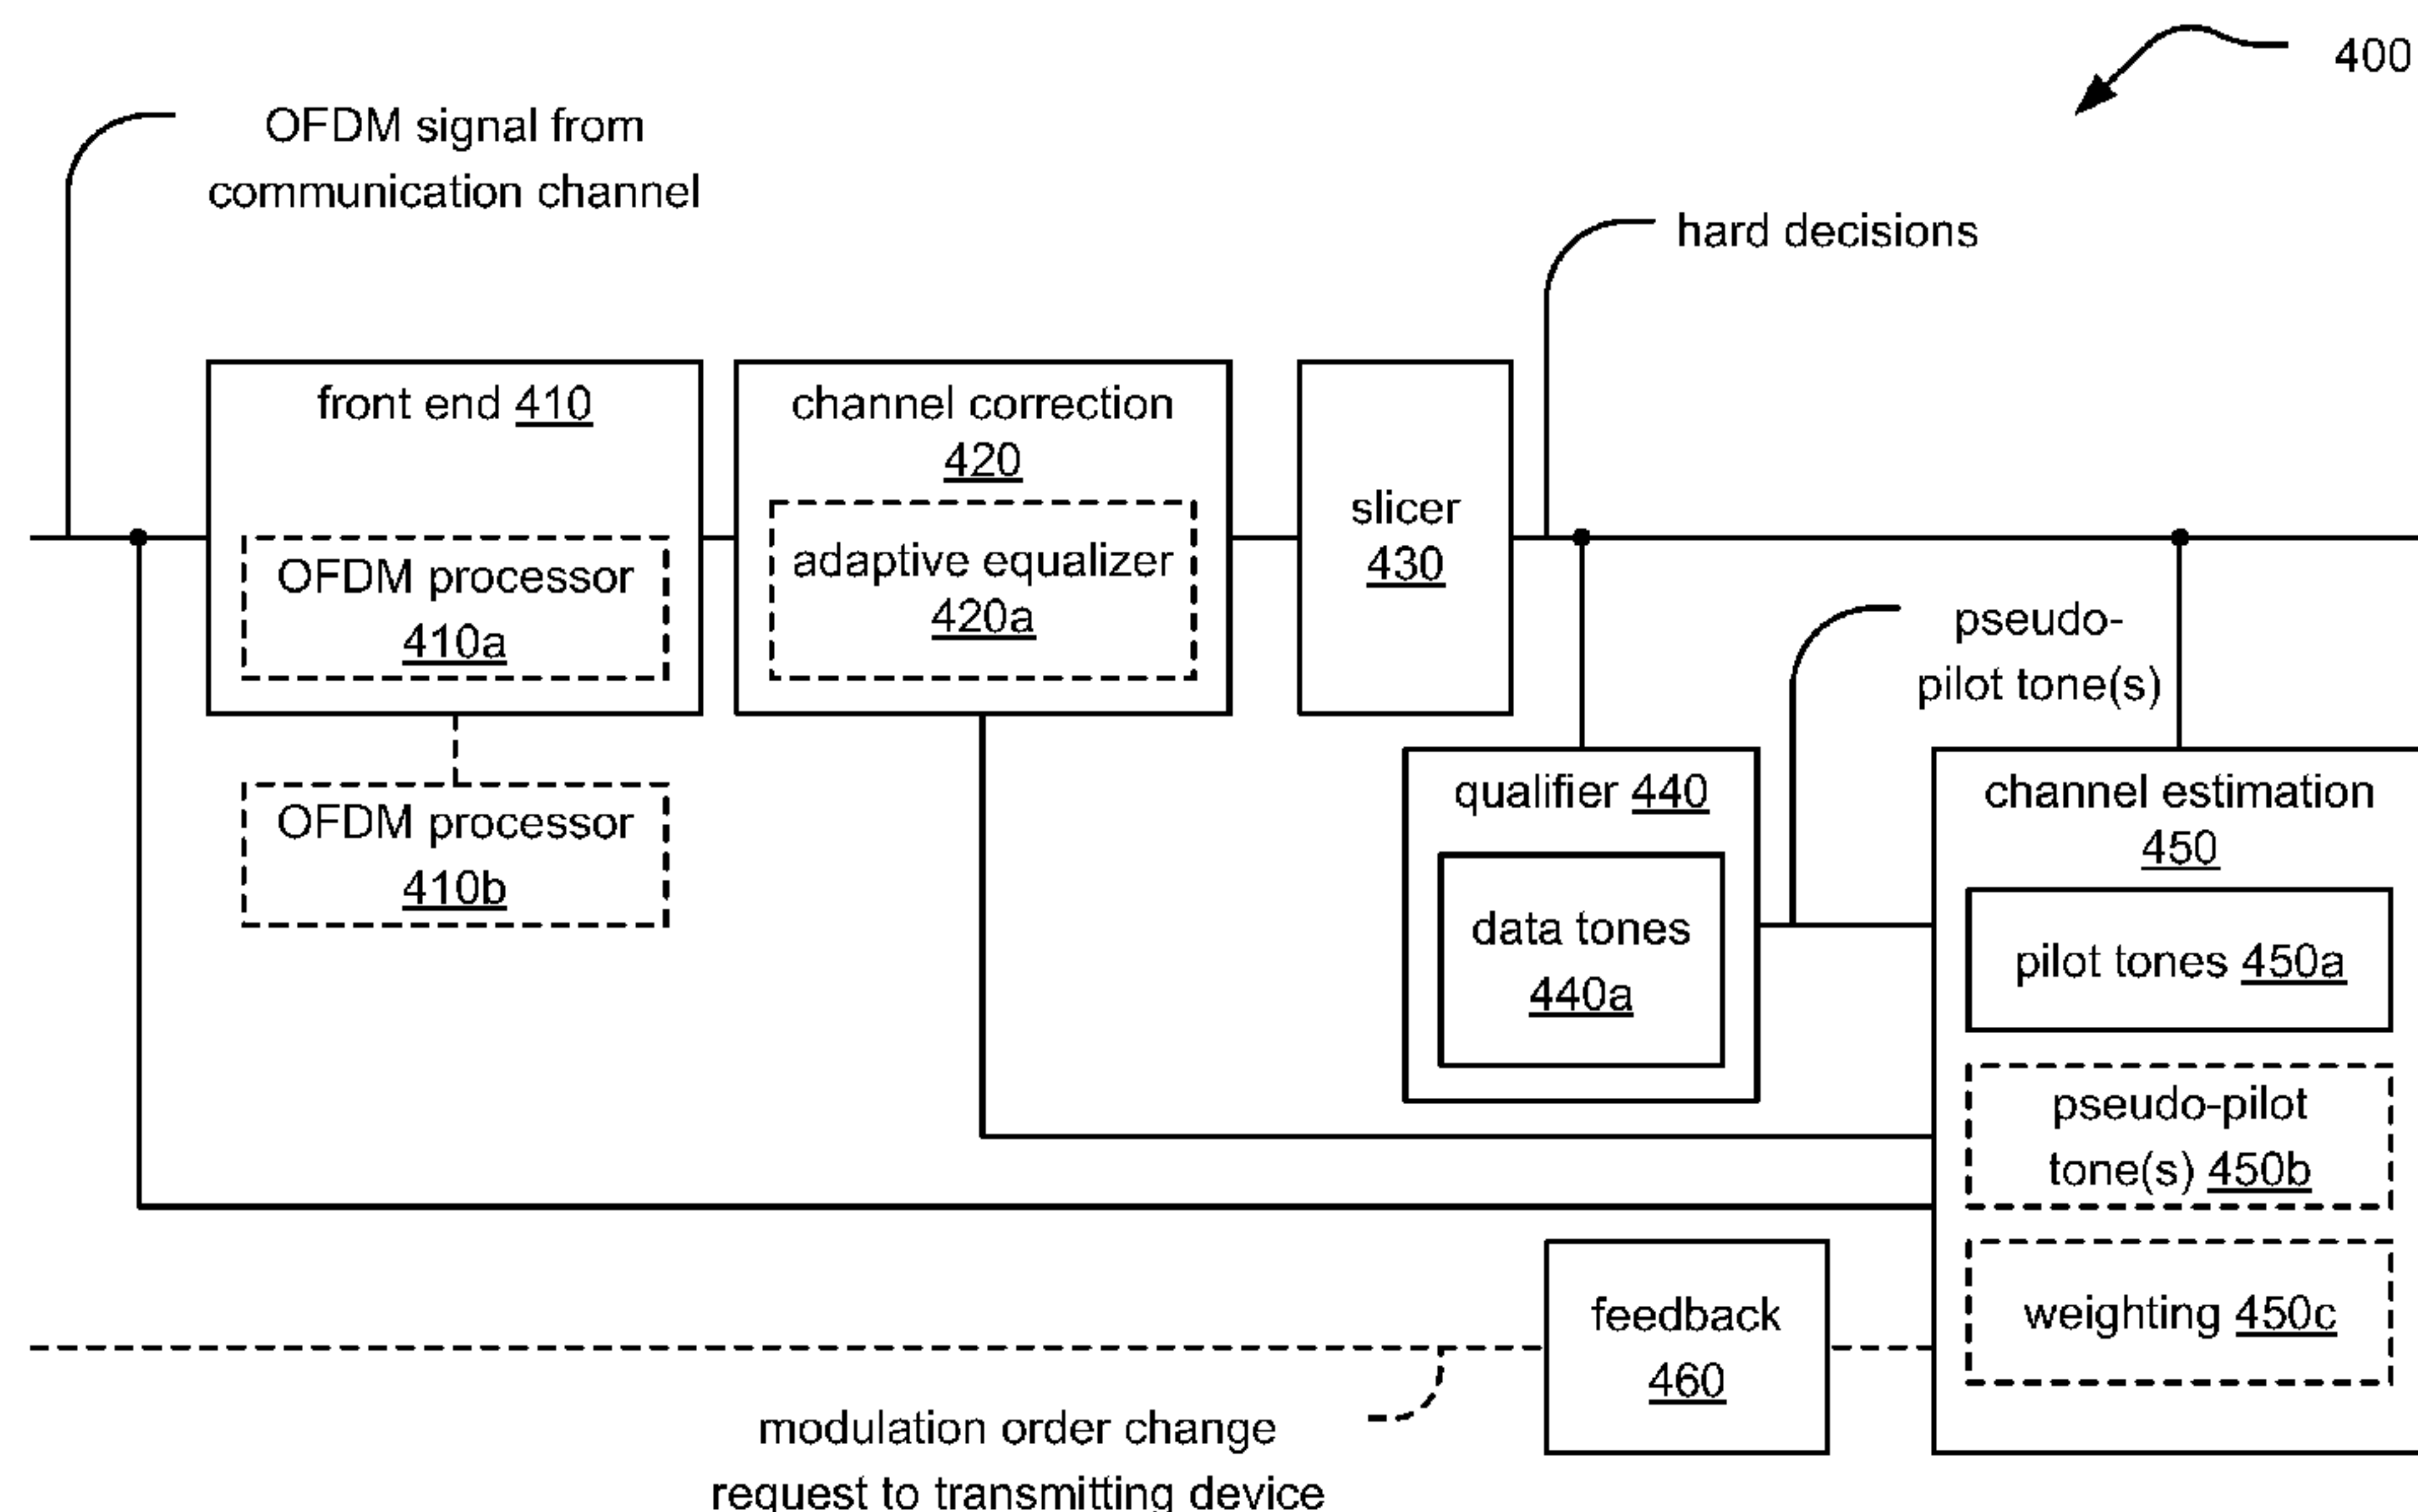 400
OFDM signal from
communication channel
hard decisions
front end 410
OFDM processor
410a
OFDM processor
410b
channel correction
420
adaptive equalizer
420a
slicer
430
pseudo-
pilot tone(s)
qualifier 440
data tones
440a
channel estimation
450
pilot tones 450a
pseudo-pilot
tone(s) 450b
weighting 450c
feedback
460
modulation order change
request to transmitting device